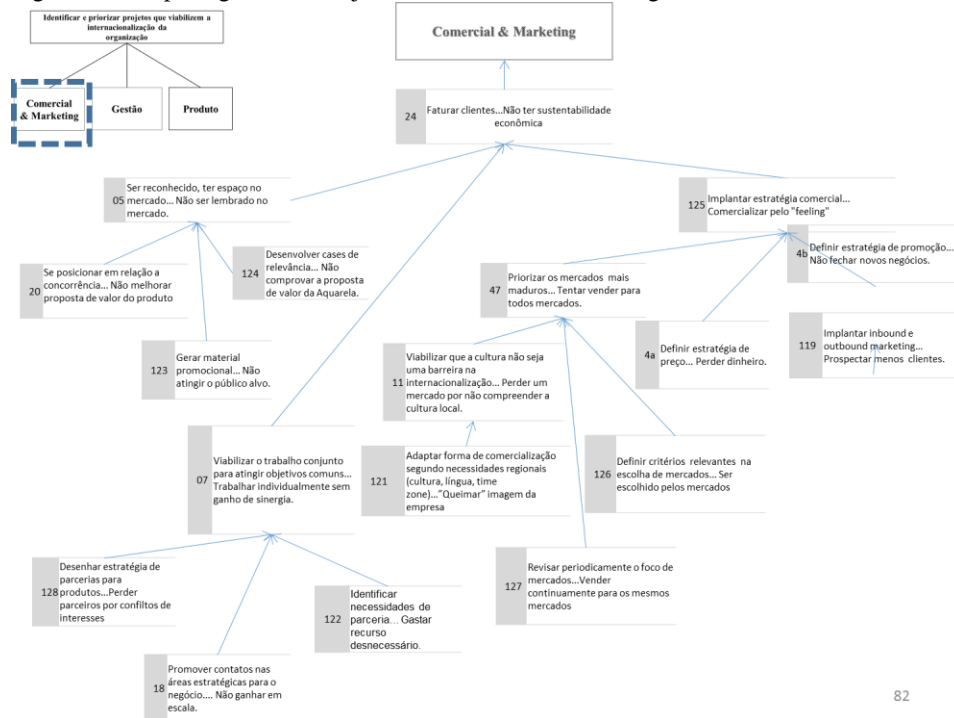 Identificar e priorizar projetos que viabilizem a
internacionalização da
organização
Comercial
& Marketing
Gestão
Produto
Comercial & Marketing
24
Faturar clientes...Não ter sustentabilidade
econômica
05
Ser reconhecido, ter espaço no
mercado... Não ser lembrado no
mercado.
125
Implantar estratégia comercial...
Comercializar pelo "feeling"
20
Se posicionar em relação a
concorrência... Não melhorar
proposta de valor do produto
124
Desenvolver cases de
relevância... Não
comprovar a proposta
de valor da Aquarela.
4b
Definir estratégia de promoção...
Não fechar novos negócios.
47
Priorizar os mercados mais
maduros... Tentar vender para
todos mercados.
123
Gerar material
promocional... Não
atingir o público alvo.
11
Viabilizar que a cultura não seja
uma barreira na
internacionalização... Perder um
mercado por não compreender a
cultura local.
4a
Definir estratégia de
preço... Perder dinheiro.
119
Implantar inbound e
outbound marketing...
Prospectar menos clientes.
07
Viabilizar o trabalho conjunto
para atingir objetivos comuns...
Trabalhar individualmente sem
ganho de sinergia.
121
Adaptar forma de comercialização
segundo necessidades regionais
(cultura, língua, time
zone)..."Queimar" imagem da
empresa
126
Definir critérios relevantes na
escolha de mercados... Ser
escolhido pelos mercados
128
Desenhar estratégia de
parcerias para
produtos...Perder
parceiros por confiltos de
interesses
122
Identificar
necessidades de
parceria... Gastar
recurso
desnecessário.
127
Revisar periodicamente o foco de
mercados...Vender
continuamente para os mesmos
mercados
18
Promover contatos nas
áreas estratégicas para o
negócio.... Não ganhar em
escala.
82